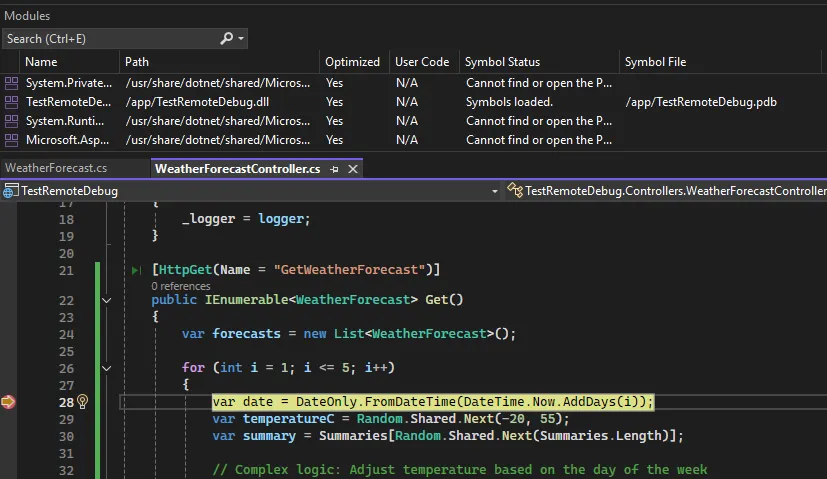 Modules
Search (Ctrl+E)
Name Path Optimized User Code Symbol Status Symbol File
System.Private... /usr/share/dotnet/shared/Micros... Yes N/A Cannot find or open the P...
TestRemoteDe... /app/TestRemoteDebug.dll Yes N/A Symbols loaded. /app/TestRemoteDebug.pdb
System.Runti... /usr/share/dotnet/shared/Micros... Yes N/A Cannot find or open the P...
Microsoft.Asp... /usr/share/dotnet/shared/Micros... Yes N/A Cannot find or open the P...
WeatherForecast.cs WeatherForecastController.cs
TestRemoteDebug TestRemoteDebug.Controllers.WeatherForecastController
17 {
18 _logger = logger;
19 }
20
21 [HttpGet(Name = "GetWeatherForecast")]
0 references
22 public IEnumerable<WeatherForecast> Get()
23 {
24 var forecasts = new List<WeatherForecast>();
25
26 for (int i = 1; i <= 5; i++)
27 {
28 var date = DateOnly.FromDateTime(DateTime.Now.AddDays(i));
29 var temperatureC = Random.Shared.Next(-20, 55);
30 var summary = Summaries[Random.Shared.Next(Summaries.Length)];
31
32 // Complex logic: Adjust temperature based on the day of the week